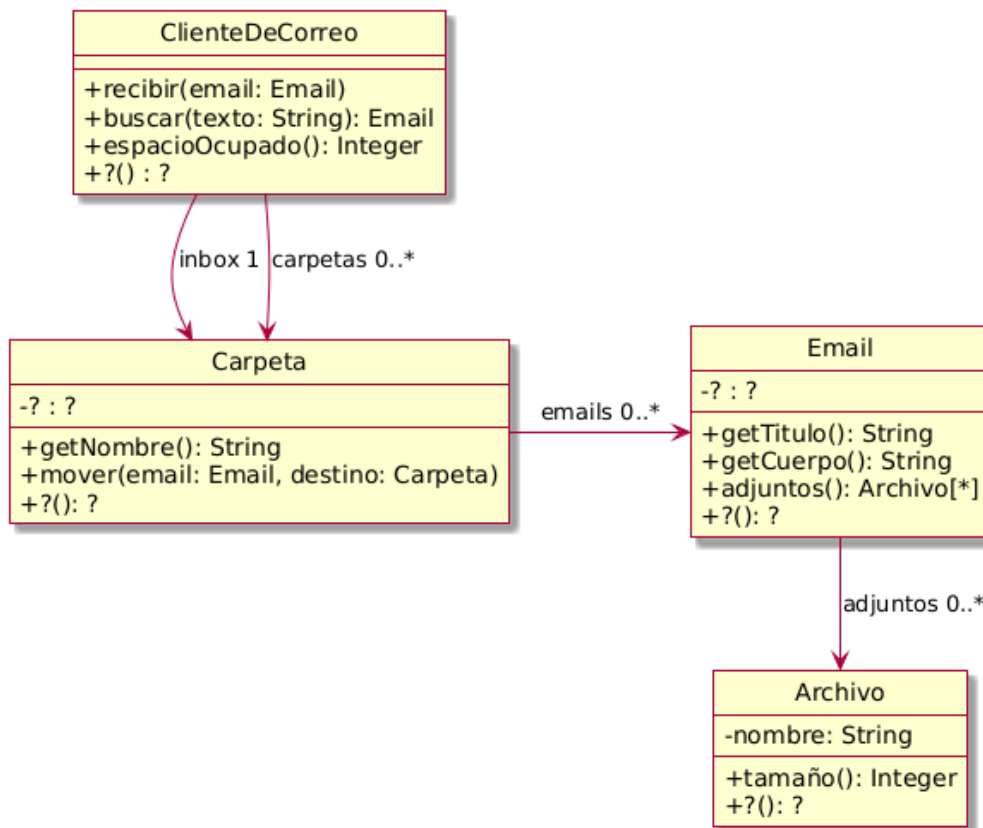 ClienteDeCorreo
+recibir(email: Email)
+buscar(texto: String): Email
+espacioOcupado(): Integer
+?() : ?
inbox 1
carpetas 0..*
Carpeta
-? : ?
+getNombre(): String
+mover(email: Email, destino: Carpeta)
+?(): ?
emails 0..*
Email
-? : ?
+getTitulo(): String
+getCuerpo(): String
+adjuntos(): Archivo[*]
+?(): ?
adjuntos 0..*
Archivo
-nombre: String
+tamaño(): Integer
+?(): ?